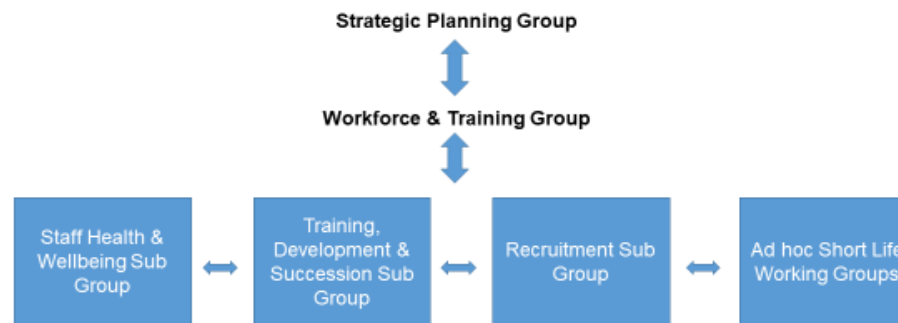 Strategic Planning Group
Workforce & Training Group
Staff Health &
Wellbeing Sub
Group
Training,
Development &
Succession Sub
Group
Recruitment Sub
Group
Ad hoc Short Life
Working Groups